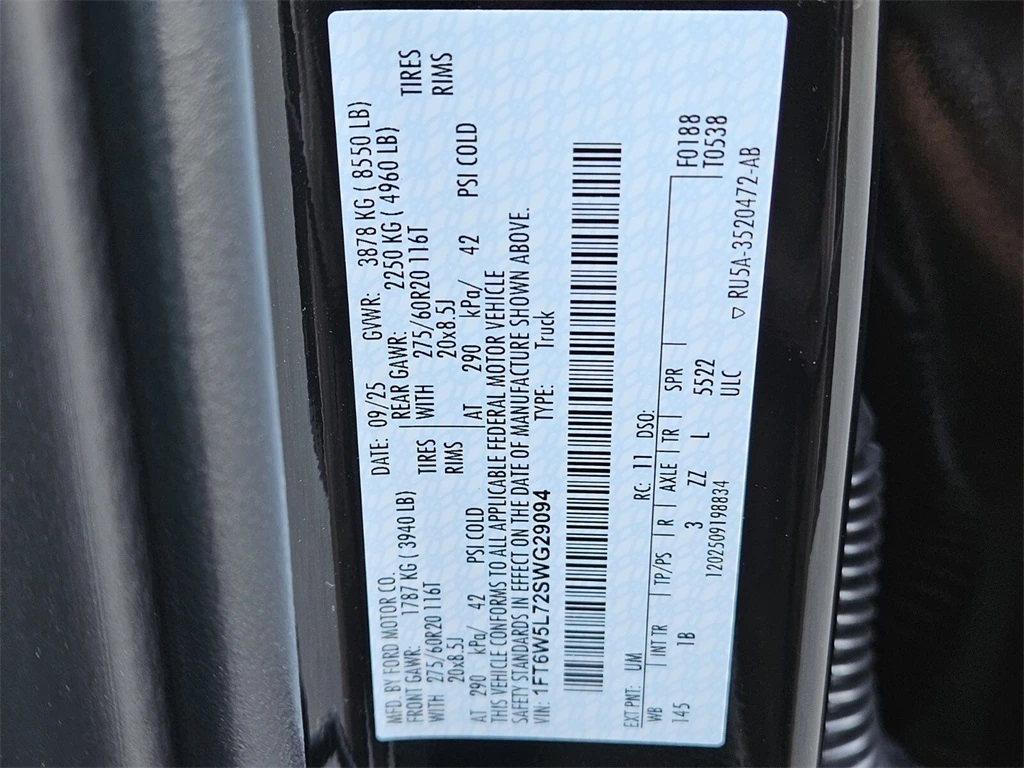 MFD. BY FORD MOTOR CO.
DATE: 09/25 GVWR: 3878 KG ( 8550 LB)
FRONT GAWR: 1787 KG ( 3940 LB) REAR GAWR: 2250 KG ( 4960 LB)
WITH 275/60R20 116T TIRES WITH 275/60R20 116T TIRES
20x8.5J RIMS 20x8.5J RIMS
AT 290 kPa/ 42 PSI COLD AT 290 kPa/ 42 PSI COLD
THIS VEHICLE CONFORMS TO ALL APPLICABLE FEDERAL MOTOR VEHICLE
SAFETY STANDARDS IN EFFECT ON THE DATE OF MANUFACTURE SHOWN ABOVE.
VIN: 1FT6W5L72SWG29094 TYPE: Truck
EXT PNT: UM RC: 11 DSO: F0188
WB | INT TR | TP/PS | R | AXLE | TR | SPR | T0538
145 1B 3 ZZ L 5522
1202509198834 ULC
▽ RU5A-3520472-AB